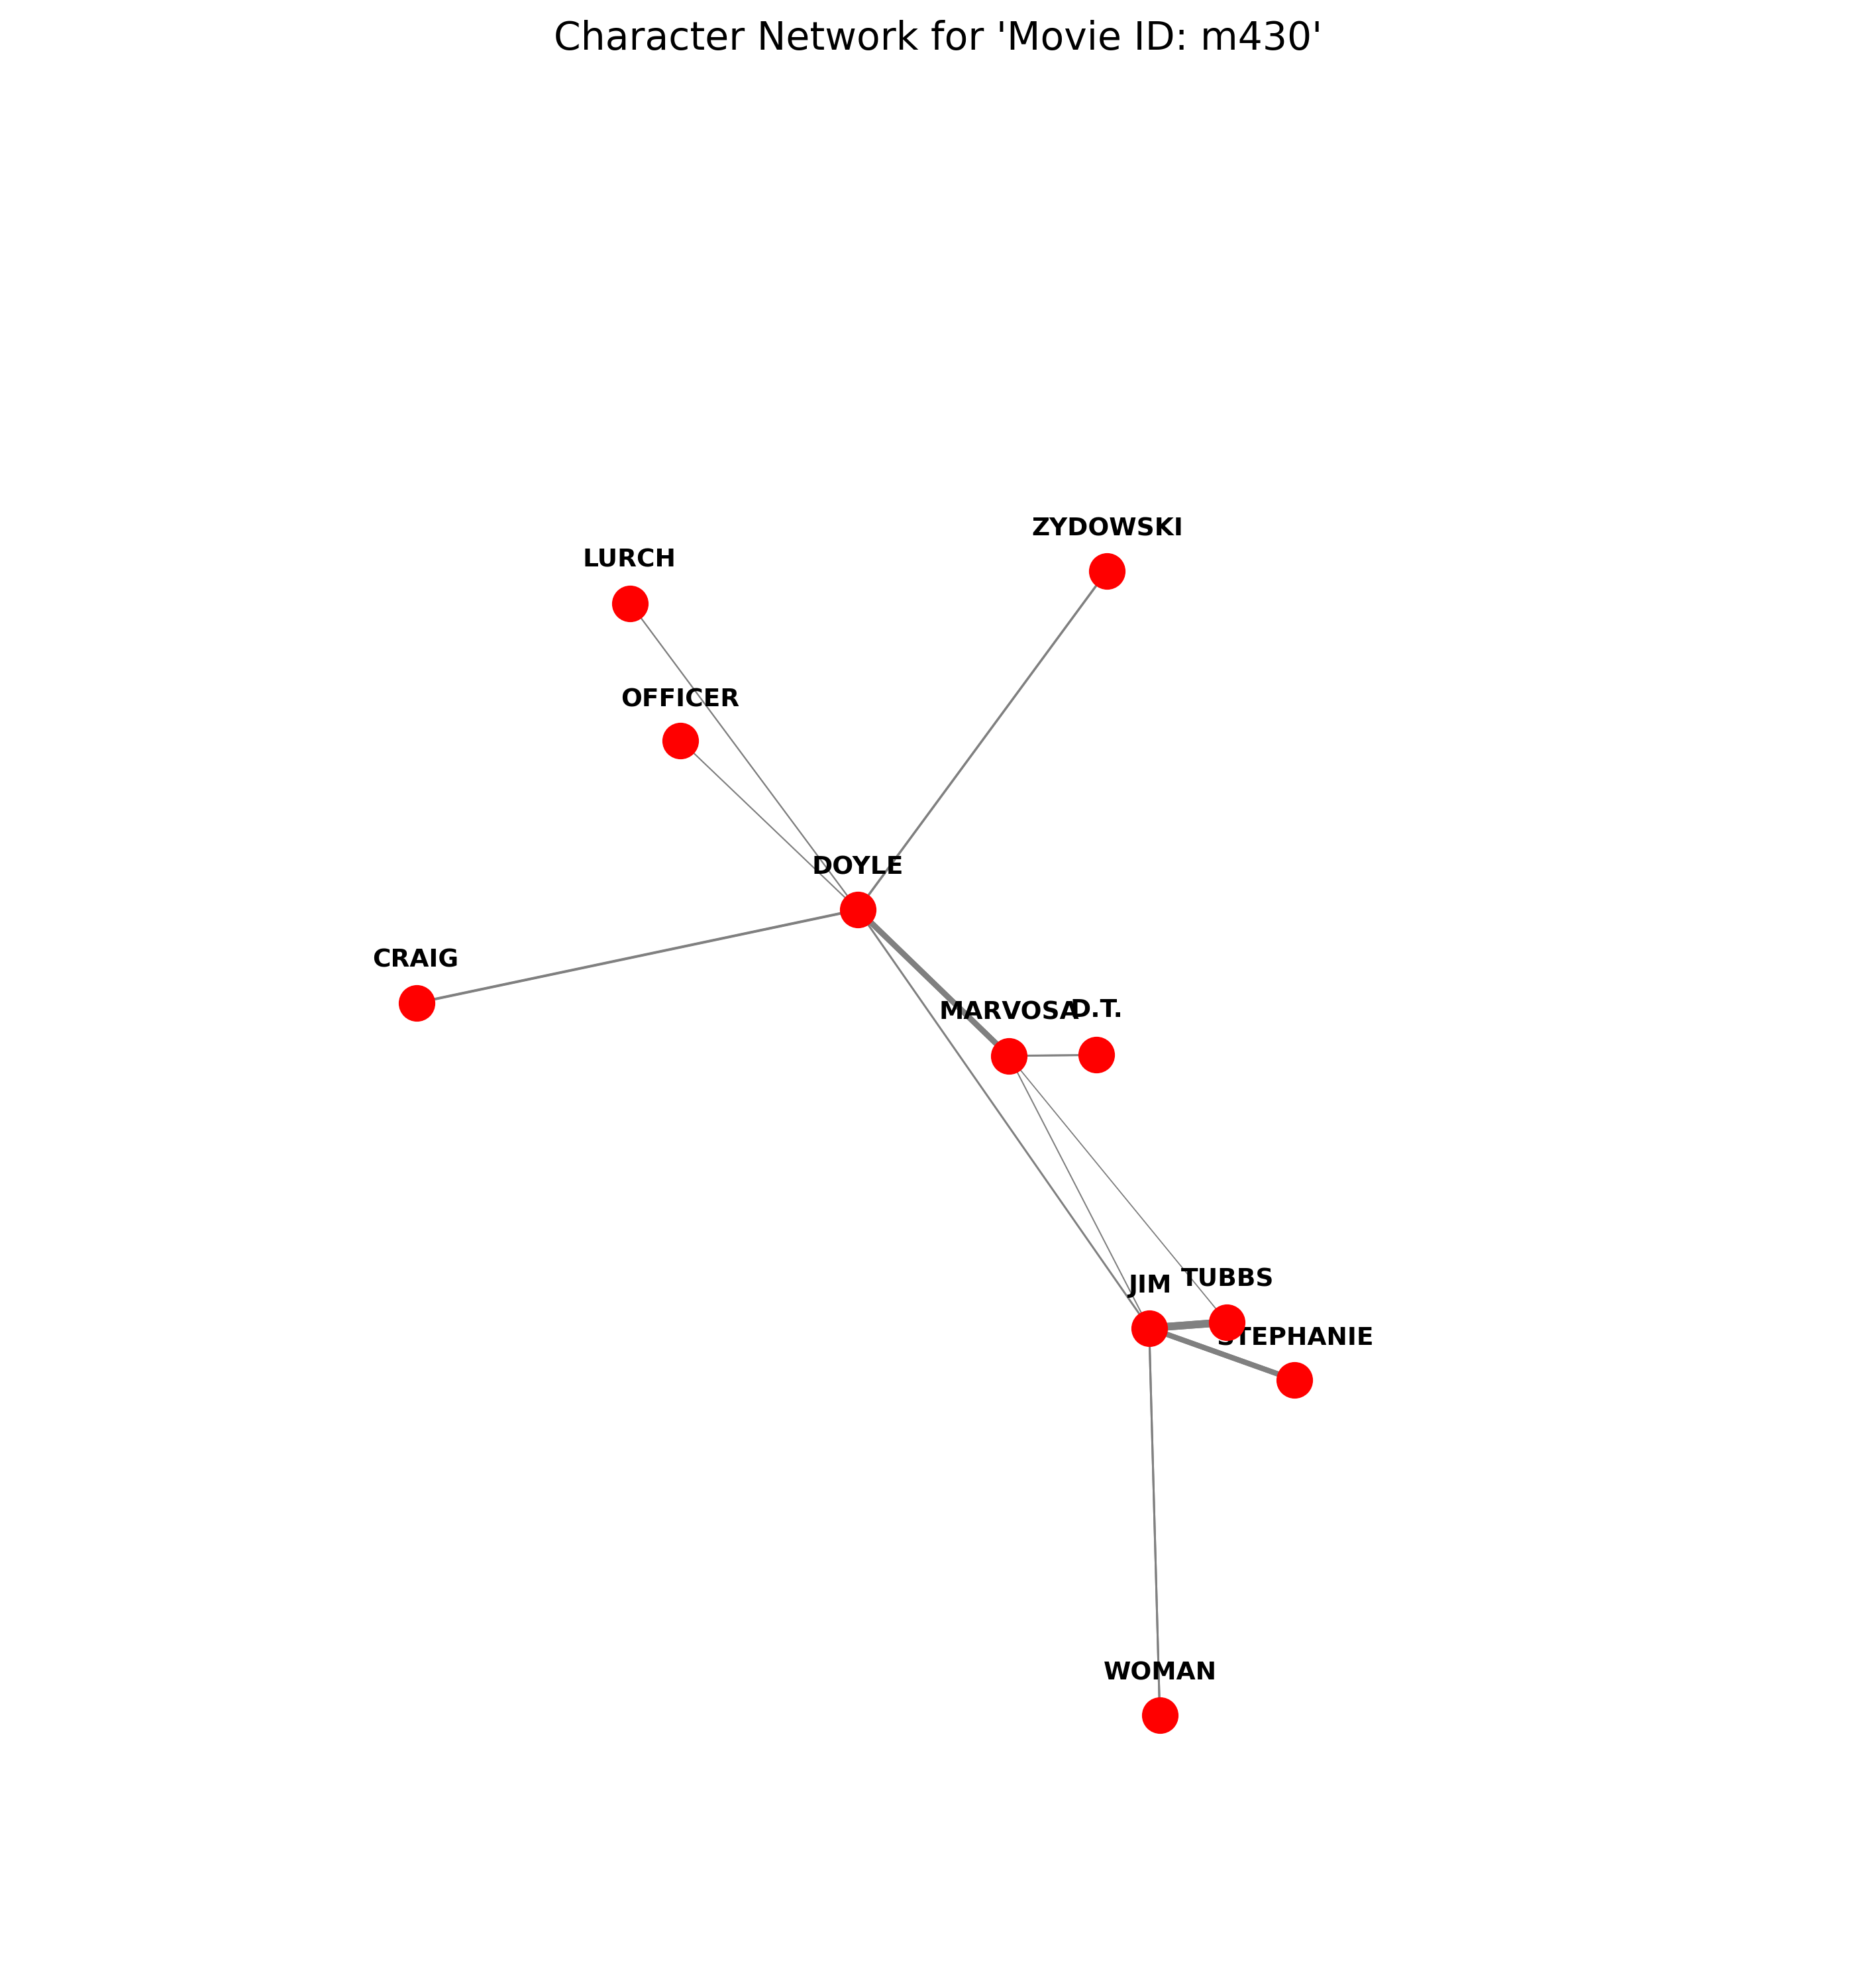 Character Network for 'Movie ID: m430'
ZYDOWSKI
LURCH
OFFICER
DOYLE
CRAIG
MARVOSA
D.T.
JIM
TUBBS
STEPHANIE
WOMAN